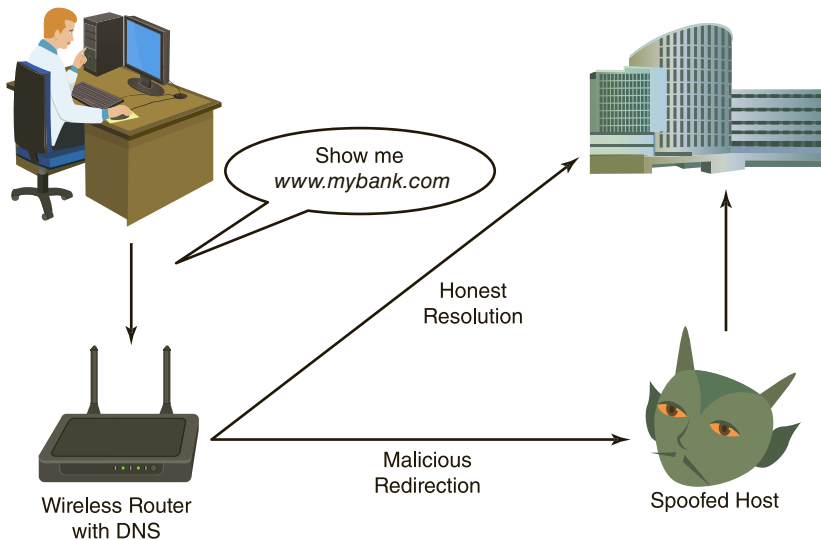 Show me
www.mybank.com
Honest
Resolution
Malicious
Redirection
Wireless Router
with DNS
Spoofed Host